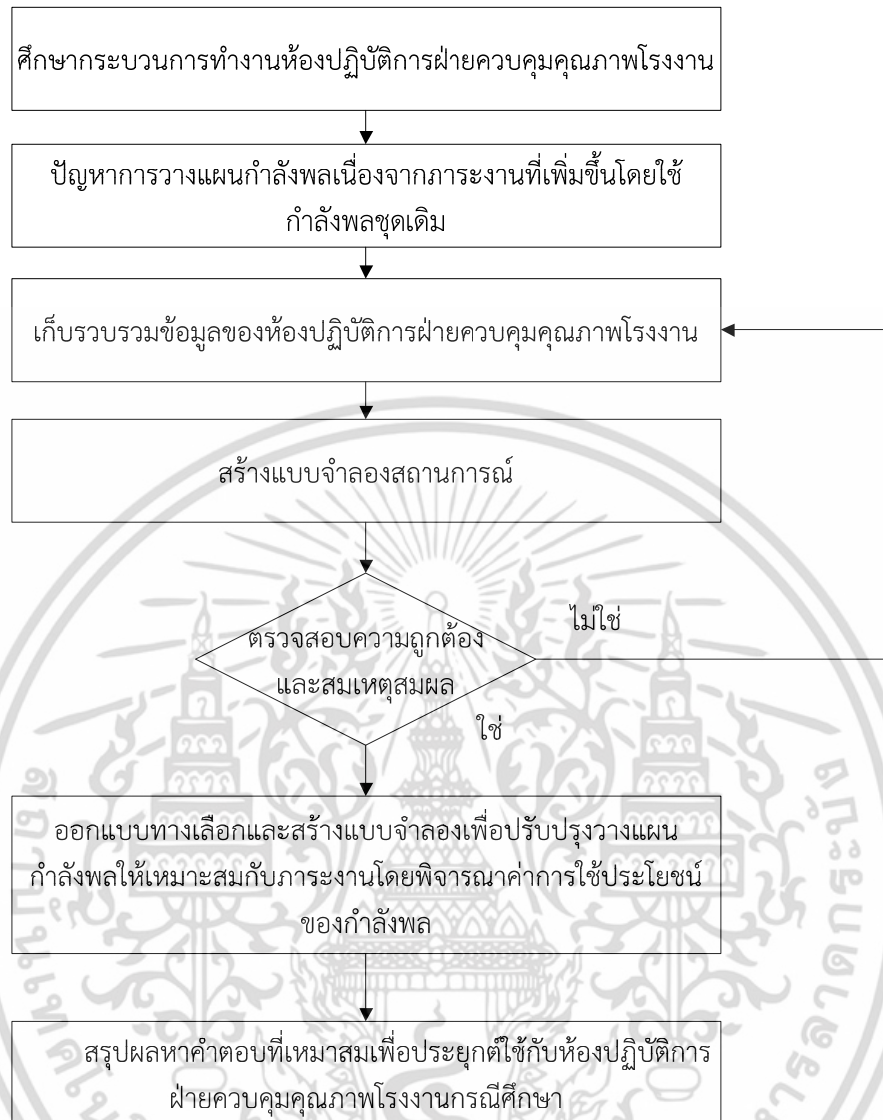 ศึกษากระบวนการทำงานห้องปฏิบัติการฝ่ายควบคุมคุณภาพโรงงาน
ปัญหาการวางแผนกำลังพลเนื่องจากภาระงานที่เพิ่มขึ้นโดยใช้
กำลังพลชุดเดิม
เก็บรวบรวมข้อมูลของห้องปฏิบัติการฝ่ายควบคุมคุณภาพโรงงาน
สร้างแบบจำลองสถานการณ์
ตรวจสอบความถูกต้อง
และสมเหตุสมผล
ไม่ใช่
ใช่
ออกแบบทางเลือกและสร้างแบบจำลองเพื่อปรับปรุงวางแผน
กำลังพลให้เหมาะสมกับภาระงานโดยพิจารณาค่าการใช้ประโยชน์
ของกำลังพล
สรุปผลหาคำตอบที่เหมาะสมเพื่อประยุกต์ใช้กับห้องปฏิบัติการ
ฝ่ายควบคุมคุณภาพโรงงานกรณีศึกษา